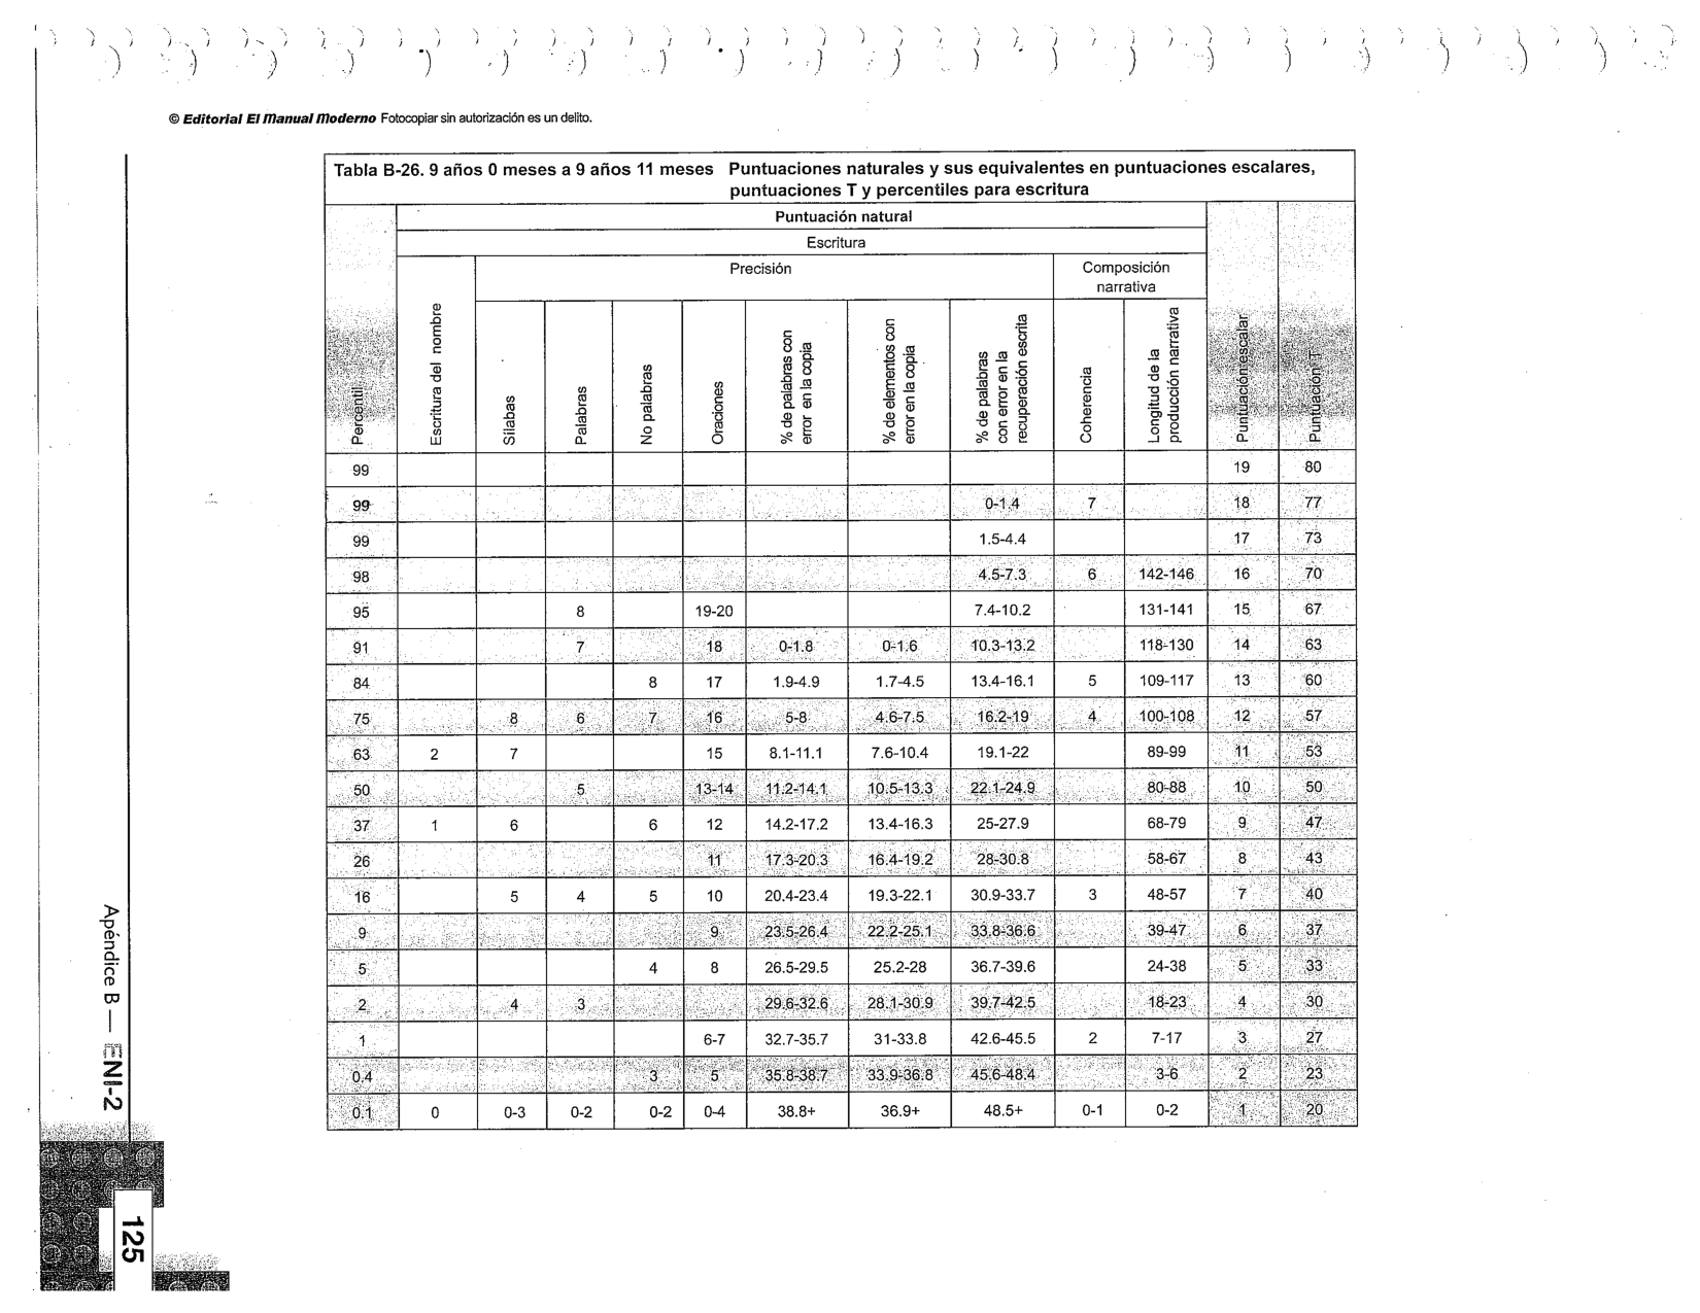 © Editorial El Manual Moderno Fotocopiar sin autorización es un delito.
Tabla B-26. 9 años 0 meses a 9 años 11 meses Puntuaciones naturales y sus equivalentes en puntuaciones escalares,
puntuaciones T y percentiles para escritura
Puntuación natural
Escritura
Precisión
Composición
narrativa
Percentil
Escritura del nombre
Sílabas
Palabras
No palabras
Oraciones
% de palabras con
error en la copia
% de elementos con
error en la copia
% de palabras
con error en la
recuperación escrita
Coherencia
Longitud de la
producción narrativa
Puntuación escalar
Puntuación T
99 19 80
99 0-1.4 7 18 77
99 1.5-4.4 17 73
98 4.5-7.3 6 142-146 16 70
95 8 19-20 7.4-10.2 131-141 15 67
91 7 18 0-1.8 0-1.6 10.3-13.2 118-130 14 63
84 8 17 1.9-4.9 1.7-4.5 13.4-16.1 5 109-117 13 60
75 8 6 7 16 5-8 4.6-7.5 16.2-19 4 100-108 12 57
63 2 7 15 8.1-11.1 7.6-10.4 19.1-22 89-99 11 53
50 5 13-14 11.2-14.1 10.5-13.3 22.1-24.9 80-88 10 50
37 1 6 6 12 14.2-17.2 13.4-16.3 25-27.9 68-79 9 47
26 11 17.3-20.3 16.4-19.2 28-30.8 58-67 8 43
16 5 4 5 10 20.4-23.4 19.3-22.1 30.9-33.7 3 48-57 7 40
9 9 23.5-26.4 22.2-25.1 33.8-36.6 39-47 6 37
5 4 8 26.5-29.5 25.2-28 36.7-39.6 24-38 5 33
2 4 3 29.6-32.6 28.1-30.9 39.7-42.5 18-23 4 30
1 6-7 32.7-35.7 31-33.8 42.6-45.5 2 7-17 3 27
0.4 3 5 35.8-38.7 33.9-36.8 45.6-48.4 3-6 2 23
0.1 0 0-3 0-2 0-2 0-4 38.8+ 36.9+ 48.5+ 0-1 0-2 1 20
Apéndice B — ENI-2
125